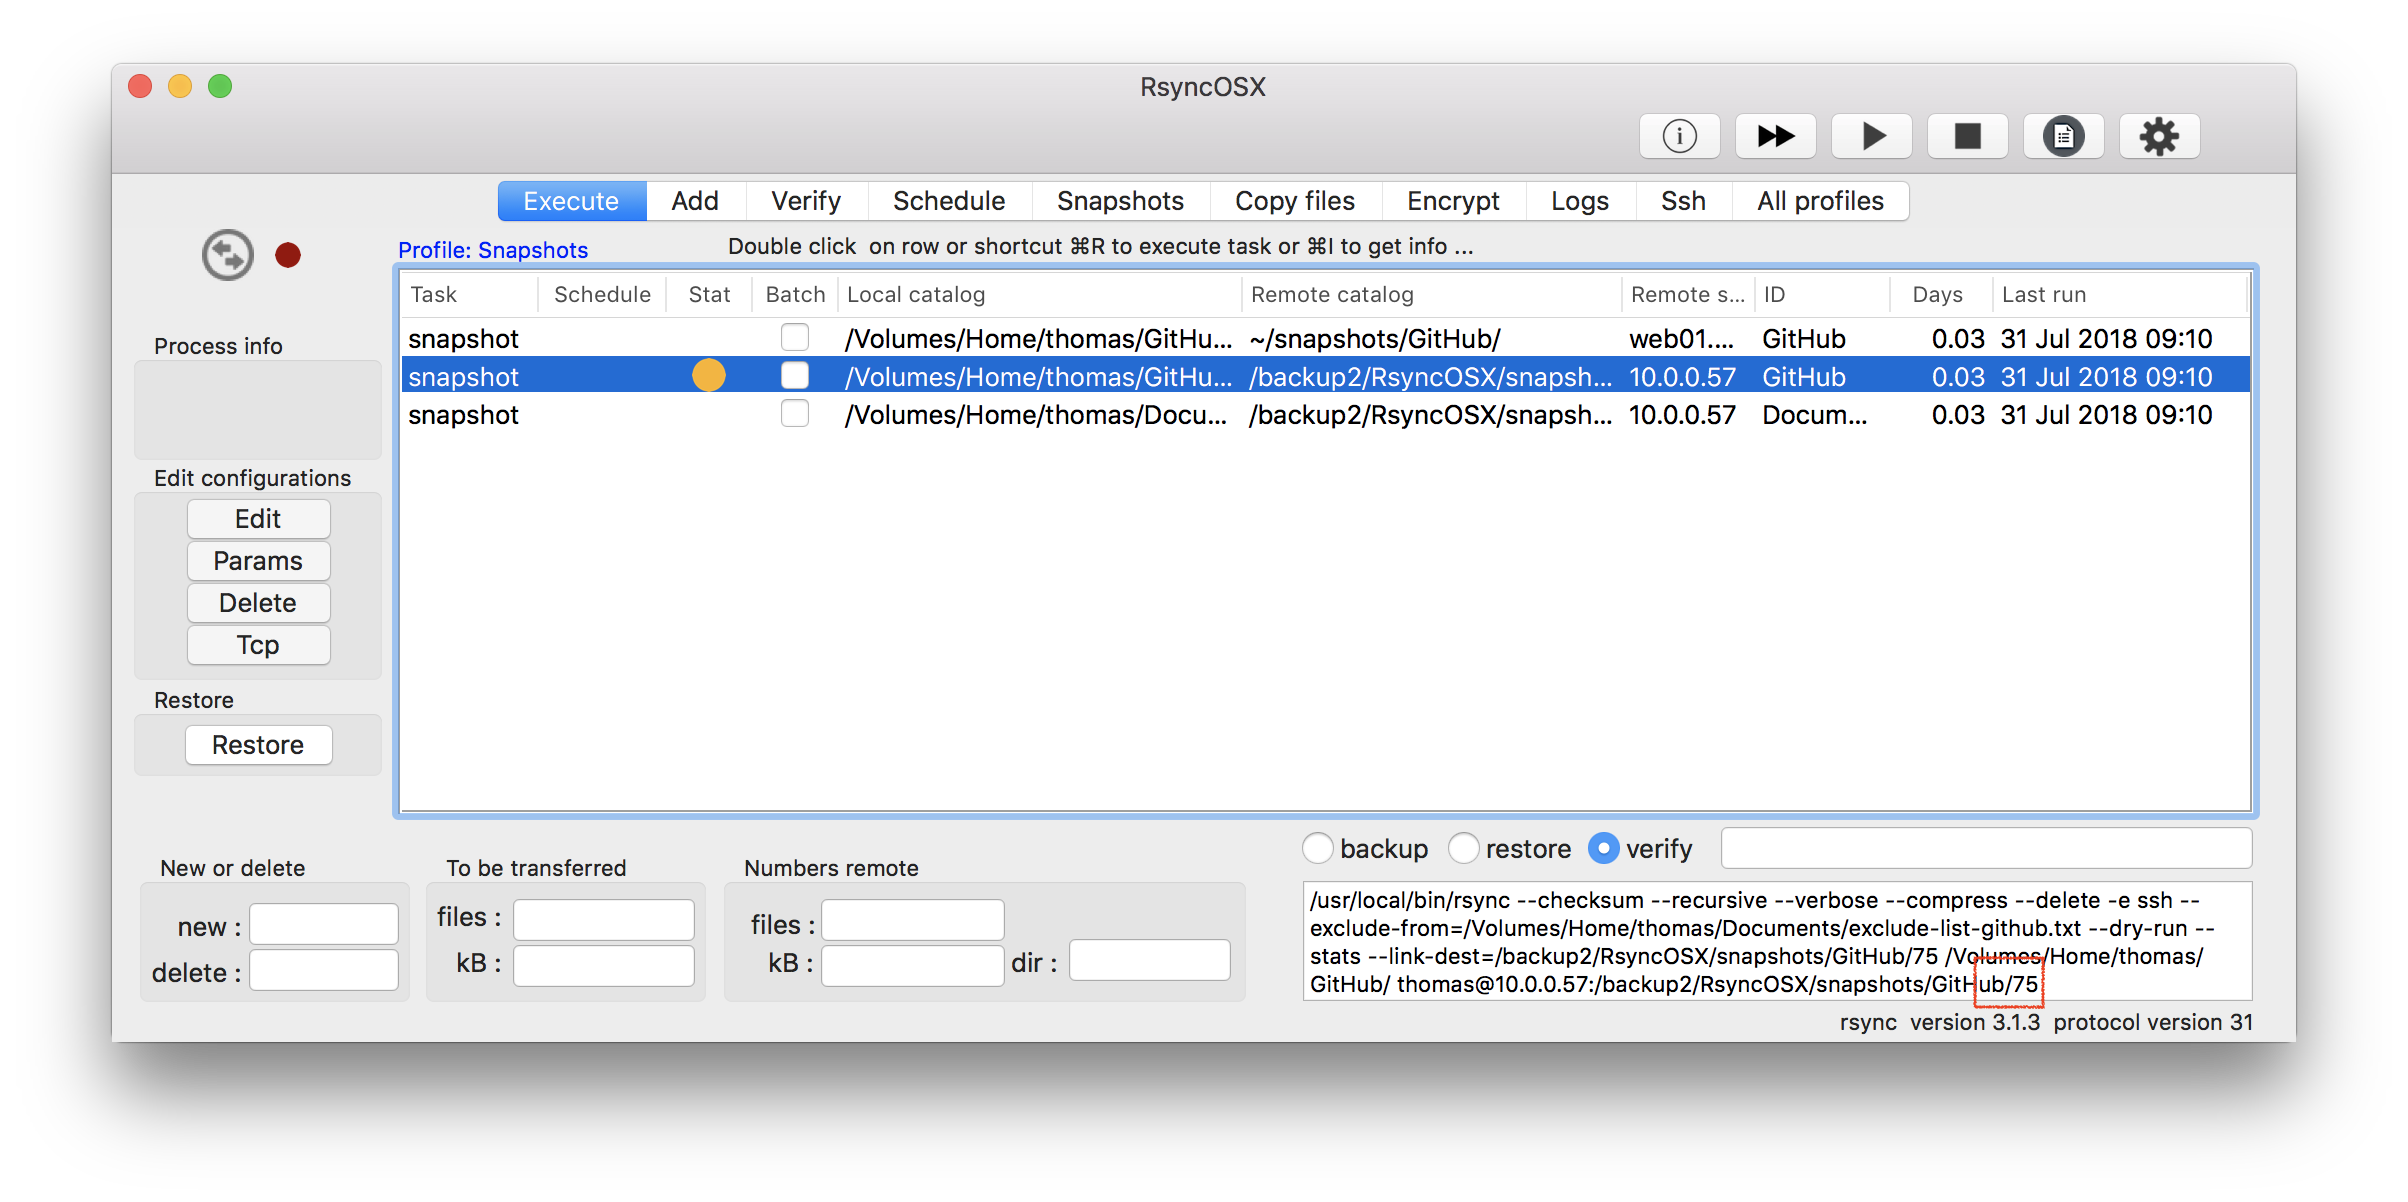 RsyncOSX
Execute Add Verify Schedule Snapshots Copy files Encrypt Logs Ssh All profiles
Profile: Snapshots Double click on row or shortcut ⌘R to execute task or ⌘I to get info ...
Task Schedule Stat Batch Local catalog Remote catalog Remote s... ID Days Last run
snapshot /Volumes/Home/thomas/GitHu... ~/snapshots/GitHub/ web01.... GitHub 0.03 31 Jul 2018 09:10
snapshot /Volumes/Home/thomas/GitHu... /backup2/RsyncOSX/snapsh... 10.0.0.57 GitHub 0.03 31 Jul 2018 09:10
snapshot /Volumes/Home/thomas/Docu... /backup2/RsyncOSX/snapsh... 10.0.0.57 Docum... 0.03 31 Jul 2018 09:10
Process info
Edit configurations
Edit
Params
Delete
Tcp
Restore
Restore
New or delete
new :
delete :
To be transferred
files :
kB :
Numbers remote
files :
kB : dir :
backup restore verify
/usr/local/bin/rsync --checksum --recursive --verbose --compress --delete -e ssh --
exclude-from=/Volumes/Home/thomas/Documents/exclude-list-github.txt --dry-run --
stats --link-dest=/backup2/RsyncOSX/snapshots/GitHub/75 /Volumes/Home/thomas/
GitHub/ thomas@10.0.0.57:/backup2/RsyncOSX/snapshots/GitHub/75
rsync version 3.1.3 protocol version 31